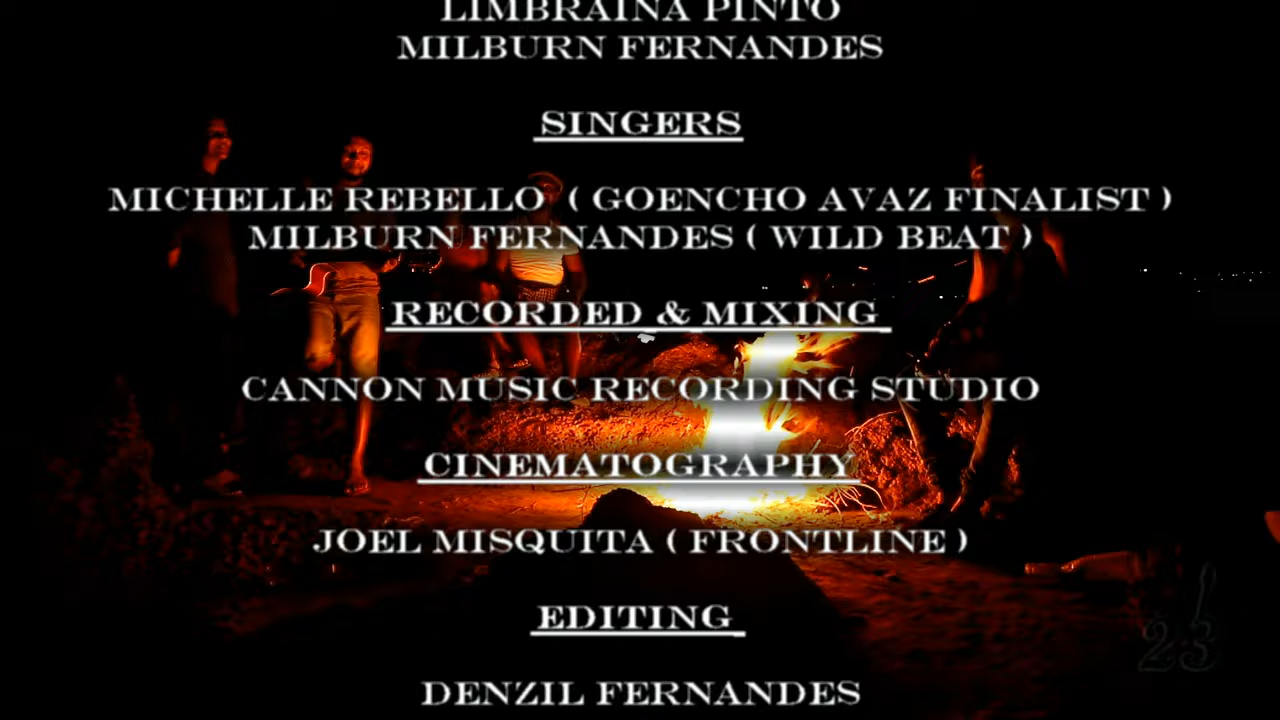 LIMBRAINA PINTO
MILBURN FERNANDES
SINGERS
MICHELLE REBELLO ( GOENCHO AVAZ FINALIST )
MILBURN FERNANDES ( WILD BEAT )
RECORDED & MIXING
CANNON MUSIC RECORDING STUDIO
CINEMATOGRAPHY
JOEL MISQUITA ( FRONTLINE )
EDITING
DENZIL FERNANDES
23